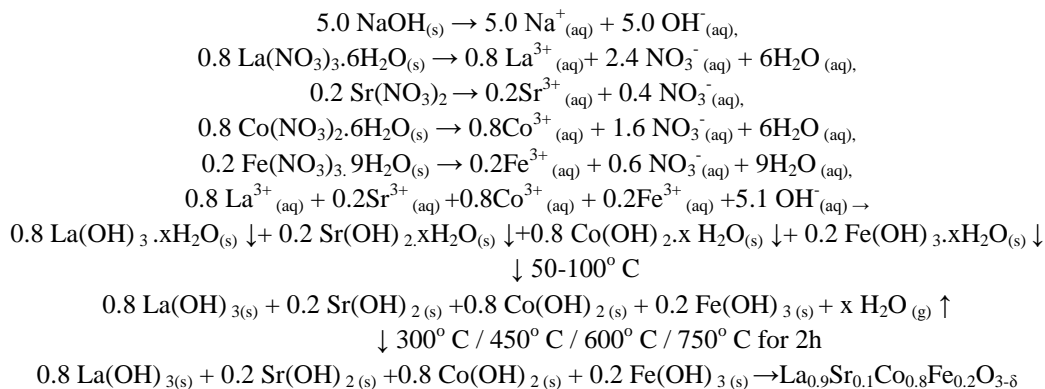 5.0 NaOH(s) → 5.0 Na⁺(aq) + 5.0 OH⁻(aq),
0.8 La(NO₃)₃.6H₂O(s) → 0.8 La³⁺(aq)+ 2.4 NO₃⁻(aq) + 6H₂O (aq),
0.2 Sr(NO₃)₂ → 0.2Sr³⁺(aq) + 0.4 NO₃⁻(aq),
0.8 Co(NO₃)₂.6H₂O(s) → 0.8Co³⁺(aq) + 1.6 NO₃⁻(aq) + 6H₂O (aq),
0.2 Fe(NO₃)₃. 9H₂O(s) → 0.2Fe³⁺(aq) + 0.6 NO₃⁻(aq) + 9H₂O (aq),
0.8 La³⁺(aq) + 0.2Sr³⁺(aq) +0.8Co³⁺(aq) + 0.2Fe³⁺(aq) +5.1 OH⁻(aq) →
0.8 La(OH) ₃.xH₂O(s) ↓+ 0.2 Sr(OH) ₂.xH₂O(s) ↓+0.8 Co(OH) ₂.x H₂O(s) ↓+ 0.2 Fe(OH) ₃.xH₂O(s) ↓
↓ 50-100° C
0.8 La(OH) ₃(s) + 0.2 Sr(OH) ₂ (s) +0.8 Co(OH) ₂ (s) + 0.2 Fe(OH) ₃ (s) + x H₂O (g) ↑
↓ 300° C / 450° C / 600° C / 750° C for 2h
0.8 La(OH) ₃(s) + 0.2 Sr(OH) ₂ (s) +0.8 Co(OH) ₂ (s) + 0.2 Fe(OH) ₃ (s) →La₀.₉Sr₀.₁Co₀.₈Fe₀.₂O₃₋δ